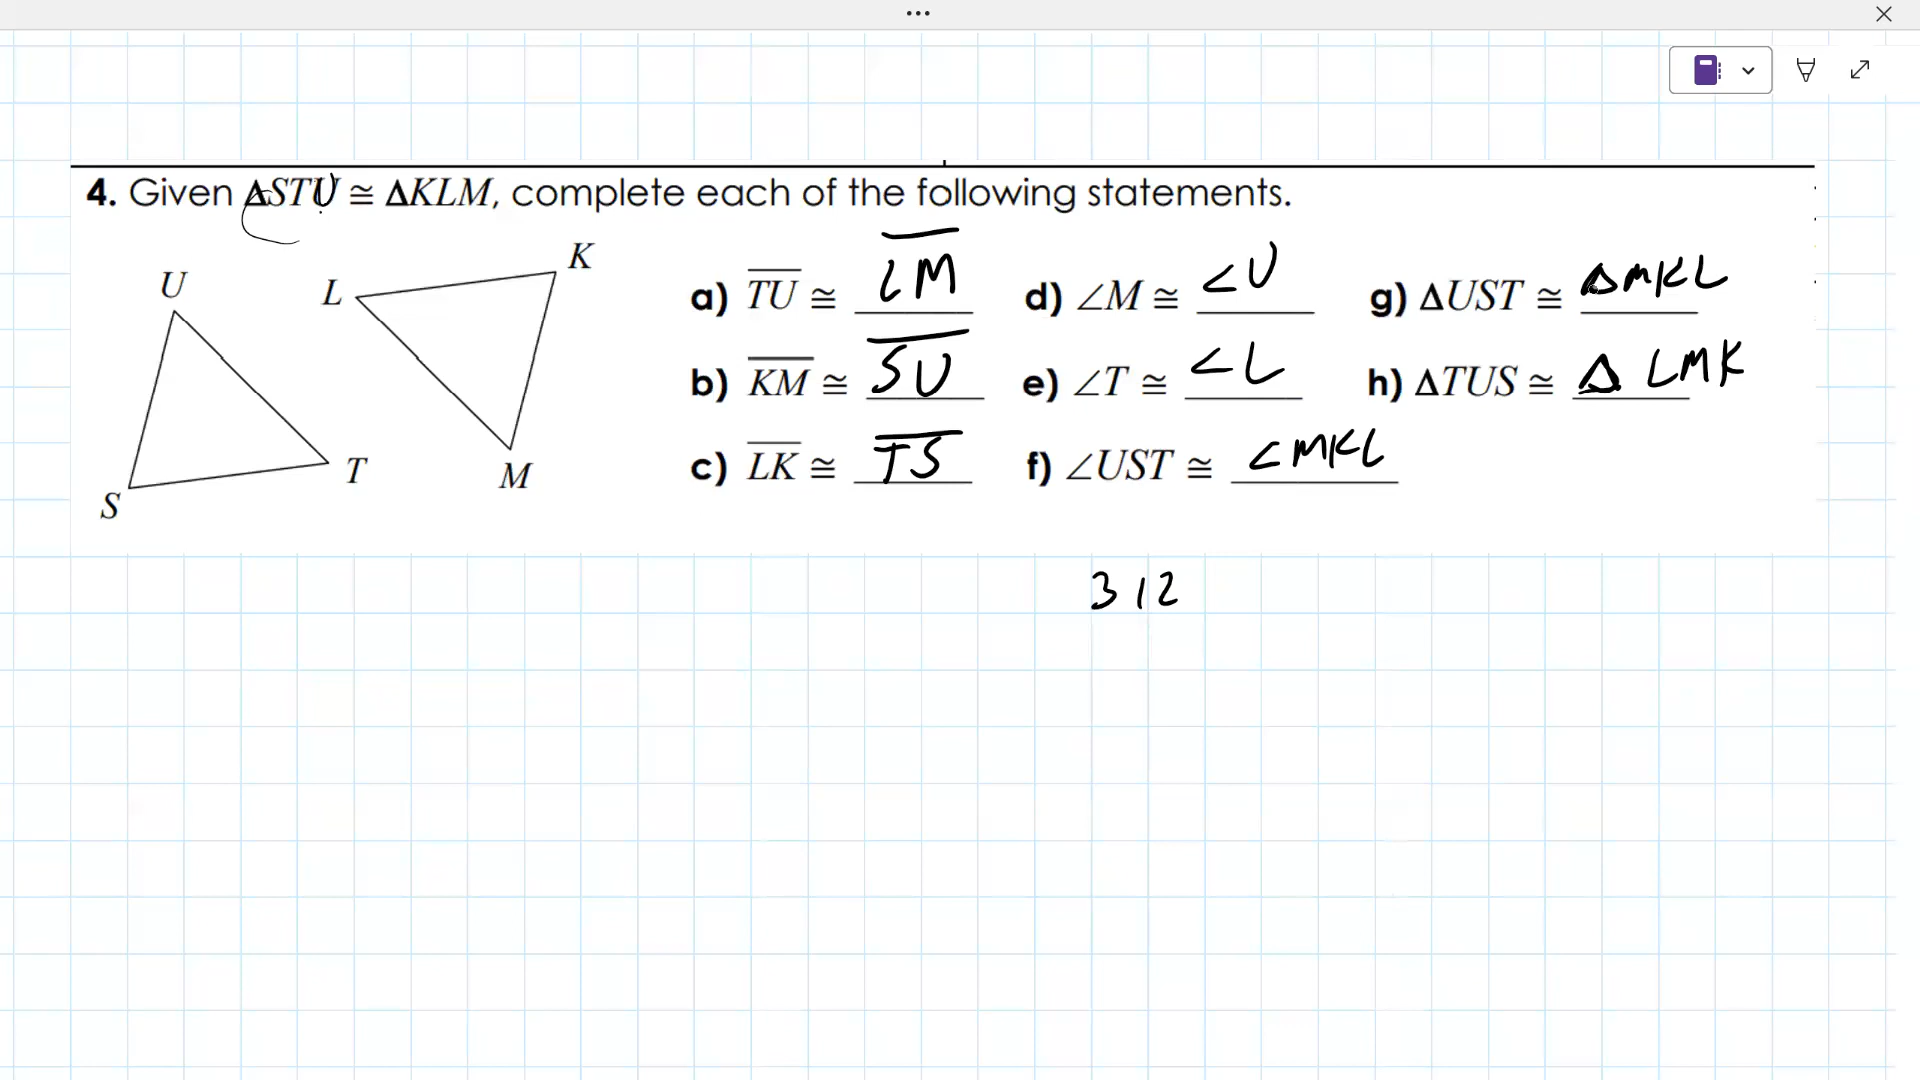 4. Given ΔSTU ≅ ΔKLM, complete each of the following statements.
U
L
K
S
T
M
a) TU ≅ LM
b) KM ≅ SU
c) LK ≅ TS
d) ∠M ≅ ∠U
e) ∠T ≅ ∠L
f) ∠UST ≅ ∠MKL
g) ΔUST ≅ ΔMKL
h) ΔTUS ≅ Δ LMK
3 1 2